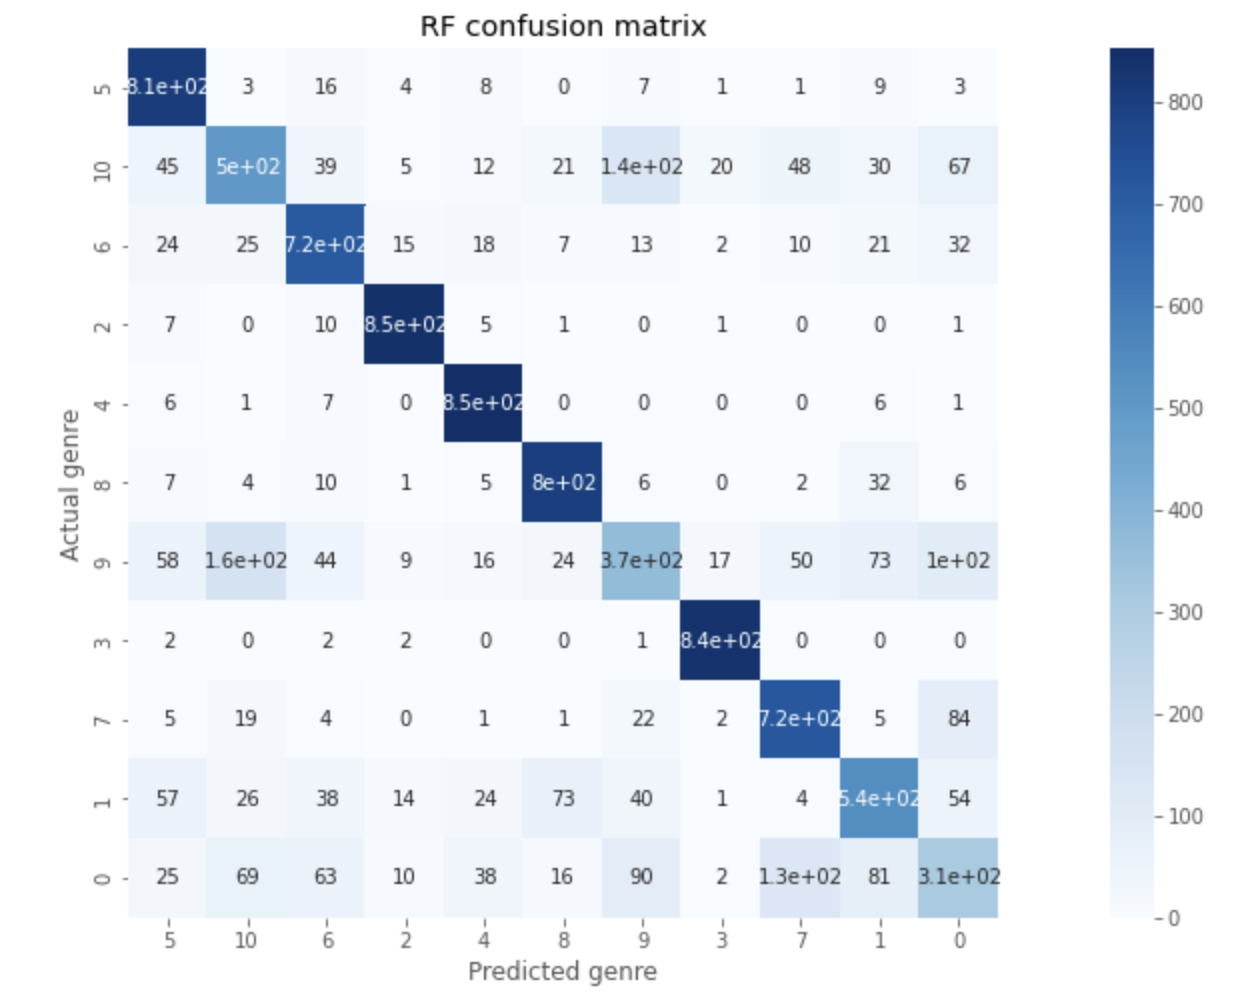 RF confusion matrix
5 8.1e+02 3 16 4 8 0 7 1 1 9 3
10 45 5e+02 39 5 12 21 1.4e+02 20 48 30 67
6 24 25 7.2e+02 15 18 7 13 2 10 21 32
2 7 0 10 8.5e+02 5 1 0 1 0 0 1
4 6 1 7 0 8.5e+02 0 0 0 0 6 1
8 7 4 10 1 5 8e+02 6 0 2 32 6
9 58 1.6e+02 44 9 16 24 3.7e+02 17 50 73 1e+02
3 2 0 2 2 0 0 1 8.4e+02 0 0 0
7 5 19 4 0 1 1 22 2 7.2e+02 5 84
1 57 26 38 14 24 73 40 1 4 5.4e+02 54
0 25 69 63 10 38 16 90 2 1.3e+02 81 3.1e+02
5 10 6 2 4 8 9 3 7 1 0
Predicted genre
Actual genre
800
700
600
500
400
300
200
100
0